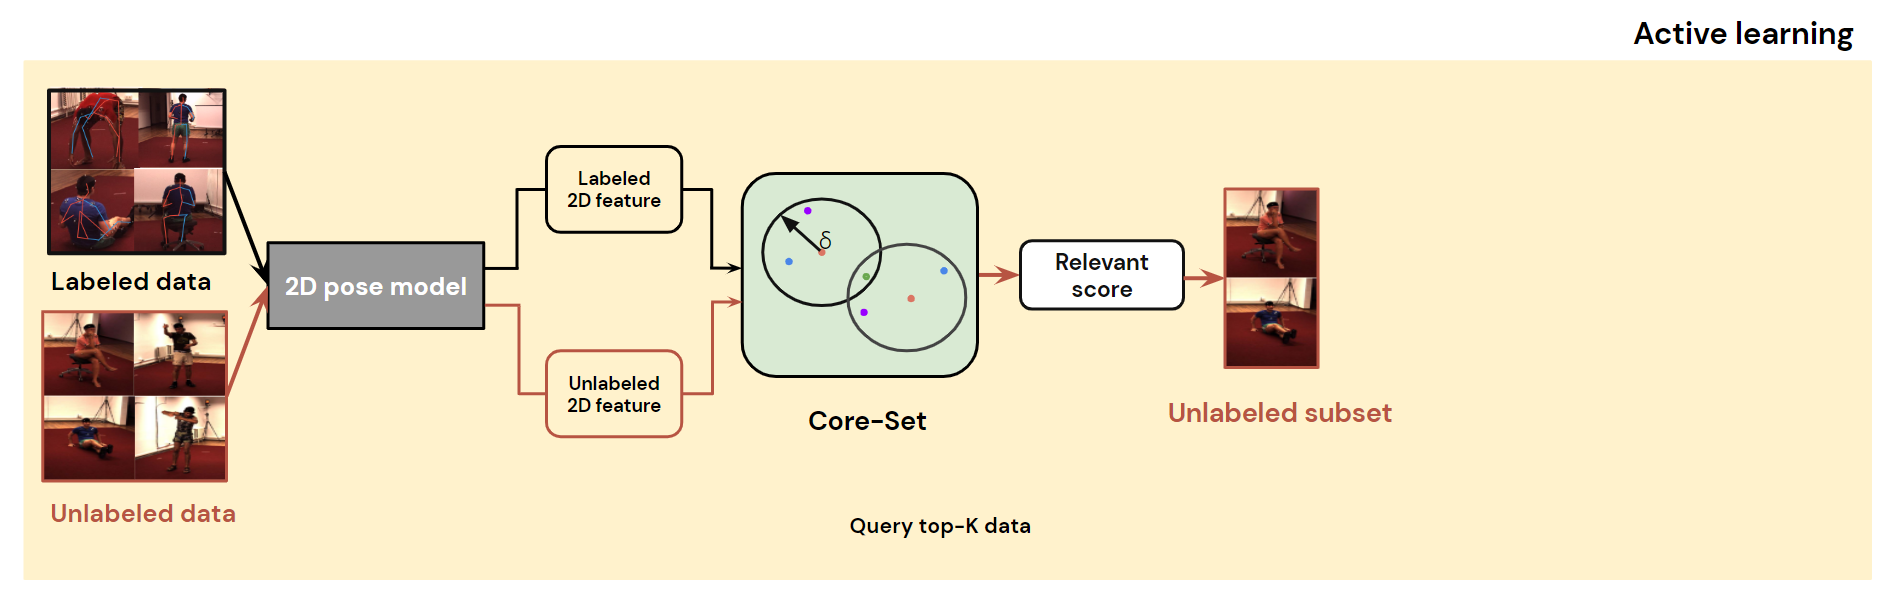 Active learning
Labeled data
Unlabeled data
2D pose model
Labeled
2D feature
Unlabeled
2D feature
δ
Core-Set
Relevant
score
Unlabeled subset
Query top-K data